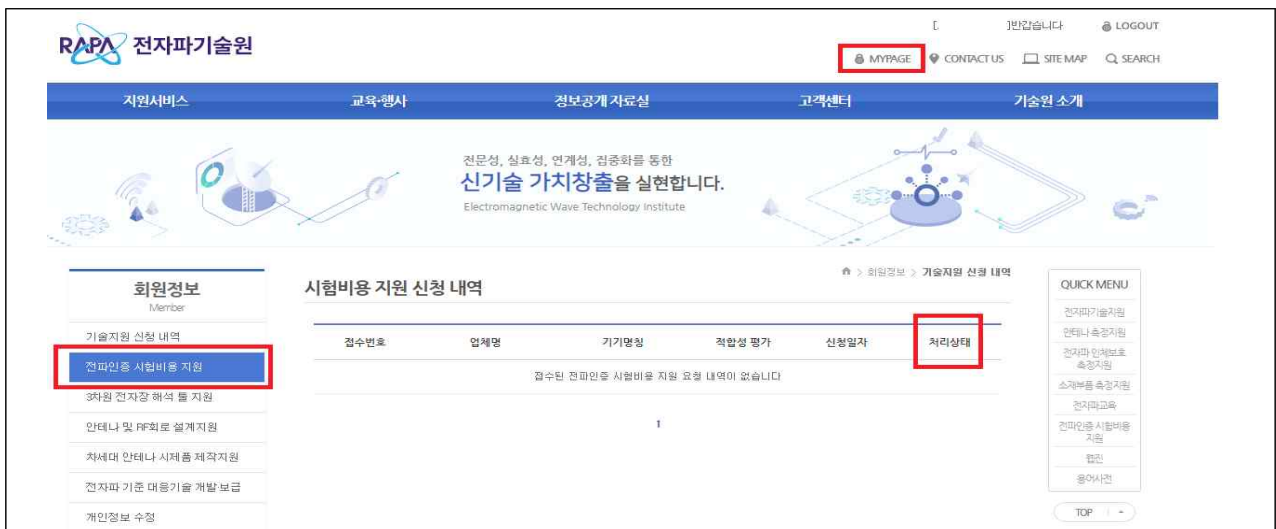 [. ]반갑습니다 LOGOUT
RAPA 전자파기술원
MYPAGE CONTACT US SITE MAP SEARCH
지원서비스 교육·행사 정보공개 자료실 고객센터 기술원 소개
전문성, 실효성, 연계성, 집중화를 통한
신기술 가치창출을 실현합니다.
Electromagnetic Wave Technology Institute
회원정보
Member
기술지원 신청 내역
전파인증 시험비용 지원
3차원 전자장 해석 툴 지원
안테나 및 RF회로 설계지원
차세대 안테나 시제품 제작지원
전자파 기준 대응기술 개발·보급
개인정보 수정
> 회원정보 > 기술지원 신청 내역
시험비용 지원 신청 내역
접수번호 업체명 기기명칭 적합성 평가 신청일자 처리상태
접수된 전파인증 시험비용 지원 요청 내역이 없습니다
1
QUICK MENU
전자파기술지원
안테나 측정지원
전자파 인체보호
측정지원
소재부품 측정지원
전자파교육
전파인증 시험비용
지원
웹진
용어사전
TOP